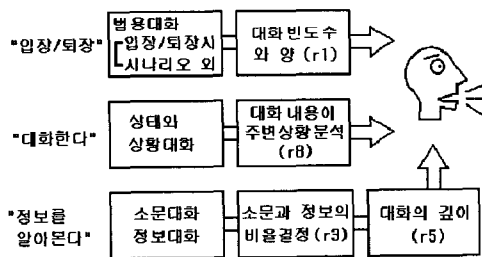 "입장/퇴장"
범용대화
입장/퇴장시
시나리오 외
대화 빈도수
와 양 (r1)
"대화한다"
상태와
상황대화
대화 내용이
주변상황분석
(r8)
"정보를
알아본다"
소문대화
정보대화
소문과 정보의
비율결정(r9)
대화의 깊이
(r5)